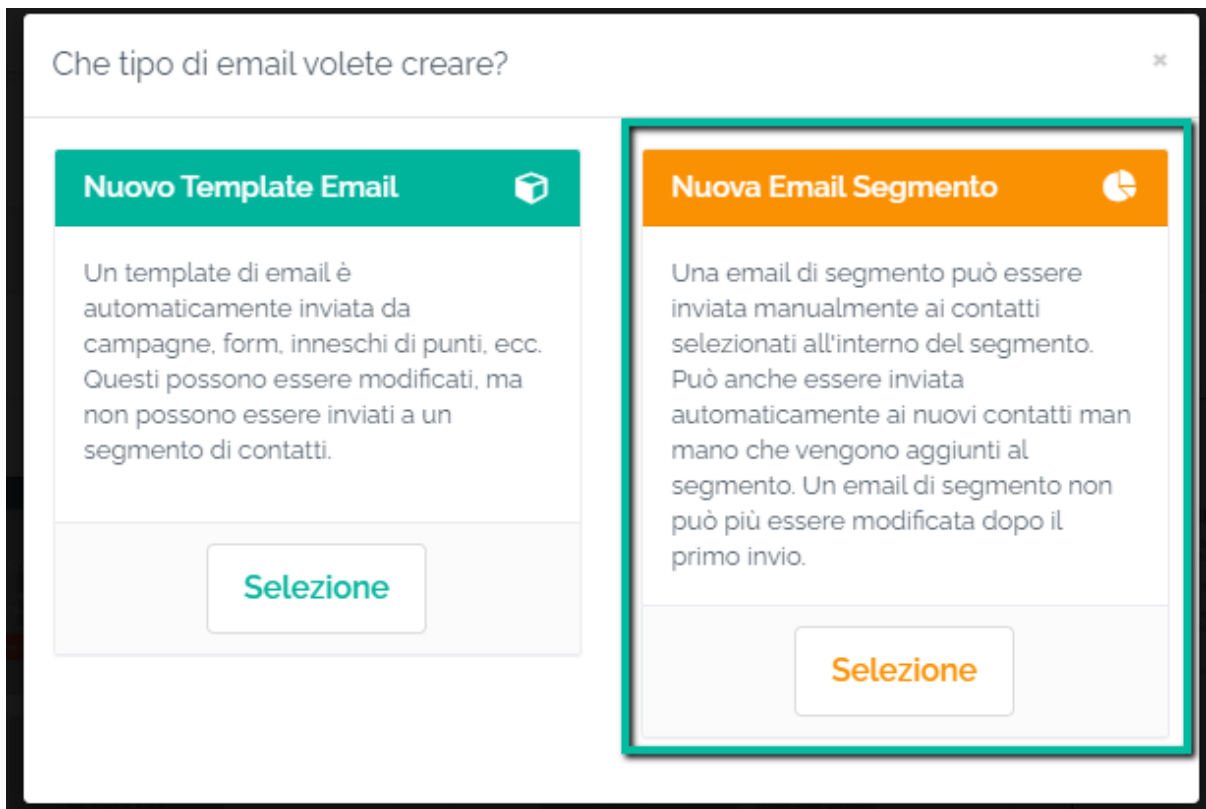 Che tipo di email volete creare?
Nuovo Template Email
Un template di email è
automaticamente inviata da
campagne, form, inneschi di punti, ecc.
Questi possono essere modificati, ma
non possono essere inviati a un
segmento di contatti.
Selezione
Nuova Email Segmento
Una email di segmento può essere
inviata manualmente ai contatti
selezionati all'interno del segmento.
Può anche essere inviata
automaticamente ai nuovi contatti man
mano che vengono aggiunti al
segmento. Un email di segmento non
può più essere modificata dopo il
primo invio.
Selezione